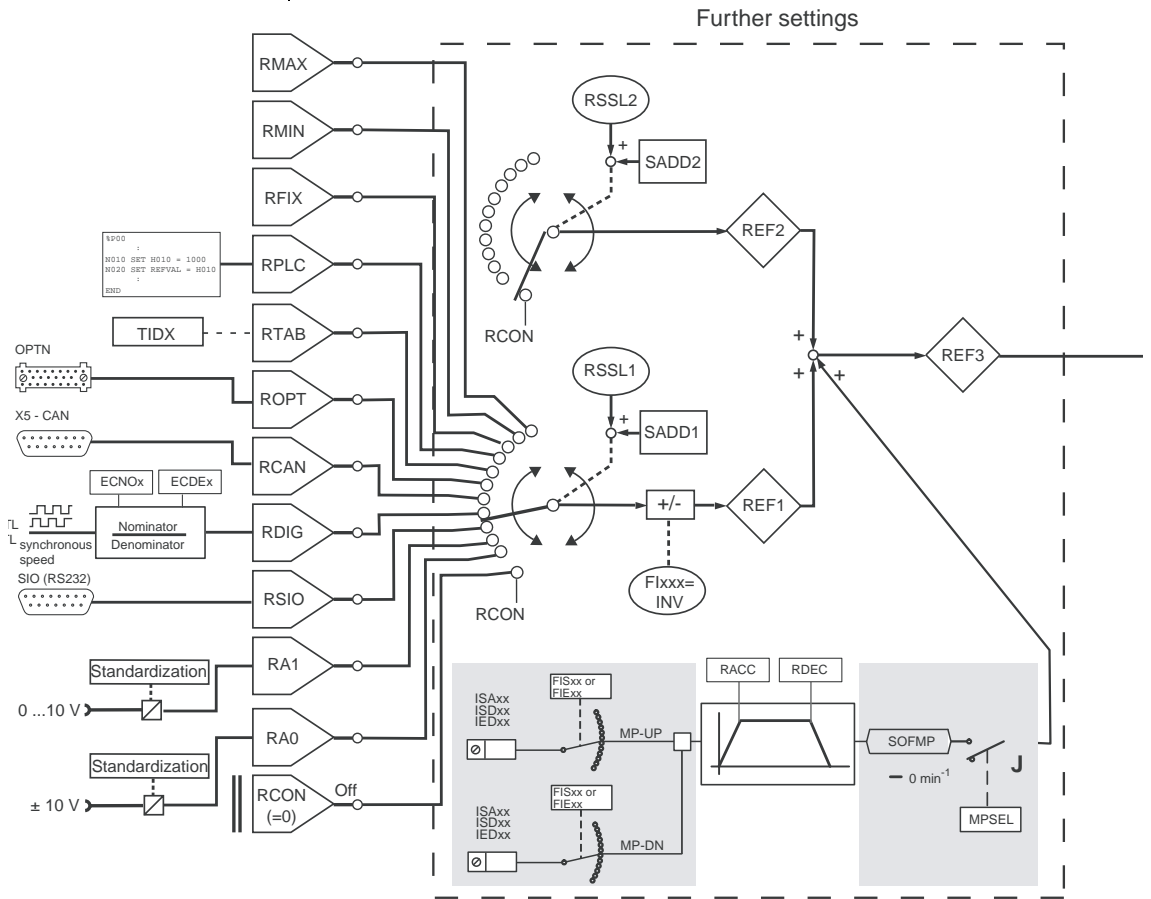 Further settings
RMAX
RMIN
RFIX
%P00
:
N010 SET H010 = 1000
N020 SET REFVAL = H010
:
END
RPLC
TIDX
RTAB
OPTN
ROPT
X5 - CAN
RCAN
ECNOx
ECDEx
TL
L
synchronous
speed
Nominator
Denominator
RDIG
SIO (RS232)
RSIO
Standardization
0 ...10 V
RA1
RA0
Standardization
± 10 V
RCON
(=0)
Off
RSSL2
+
SADD2
RCON
REF2
RSSL1
+
SADD1
RCON
+/-
FIxxx=
INV
REF1
+
+
+
REF3
ISAxx
ISDxx
IEDxx
FISxx or
FIExx
MP-UP
ISAxx
ISDxx
IEDxx
FISxx or
FIExx
MP-DN
RACC
RDEC
SOFMP
0 min-1
J
MPSEL